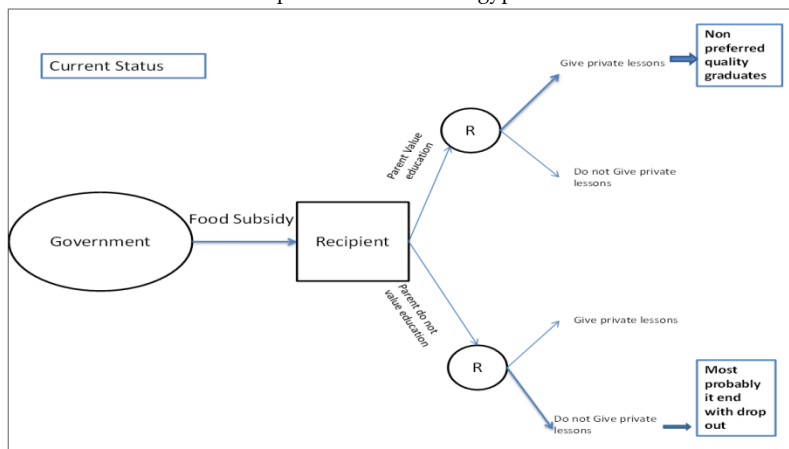 Current Status
Government
Food Subsidy
Recipient
Parent Value
education
R
Give private lessons
Non
preferred
quality
graduates
Do not Give private
lessons
Parent do not
value education
R
Give private lessons
Do not Give private
lessons
Most
probably
it end
with drop
out